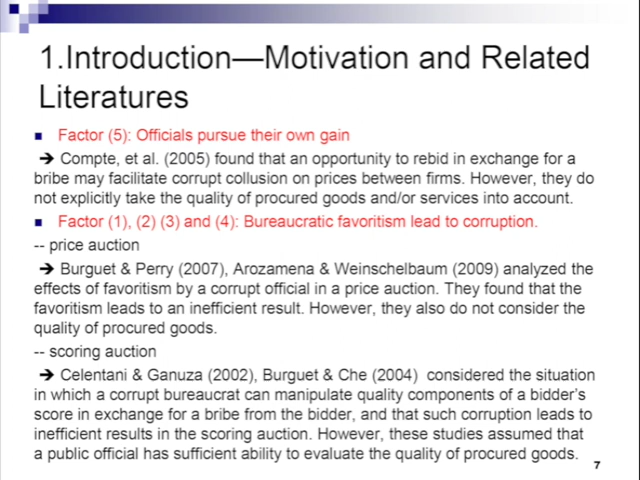 1.Introduction—Motivation and Related
Literatures
■ Factor (5): Officials pursue their own gain
➔ Compte, et al. (2005) found that an opportunity to rebid in exchange for a
bribe may facilitate corrupt collusion on prices between firms. However, they do
not explicitly take the quality of procured goods and/or services into account.
■ Factor (1), (2) (3) and (4): Bureaucratic favoritism lead to corruption.
-- price auction
➔ Burguet & Perry (2007), Arozamena & Weinschelbaum (2009) analyzed the
effects of favoritism by a corrupt official in a price auction. They found that the
favoritism leads to an inefficient result. However, they also do not consider the
quality of procured goods.
-- scoring auction
➔ Celentani & Ganuza (2002), Burguet & Che (2004) considered the situation
in which a corrupt bureaucrat can manipulate quality components of a bidder's
score in exchange for a bribe from the bidder, and that such corruption leads to
inefficient results in the scoring auction. However, these studies assumed that
a public official has sufficient ability to evaluate the quality of procured goods.
7